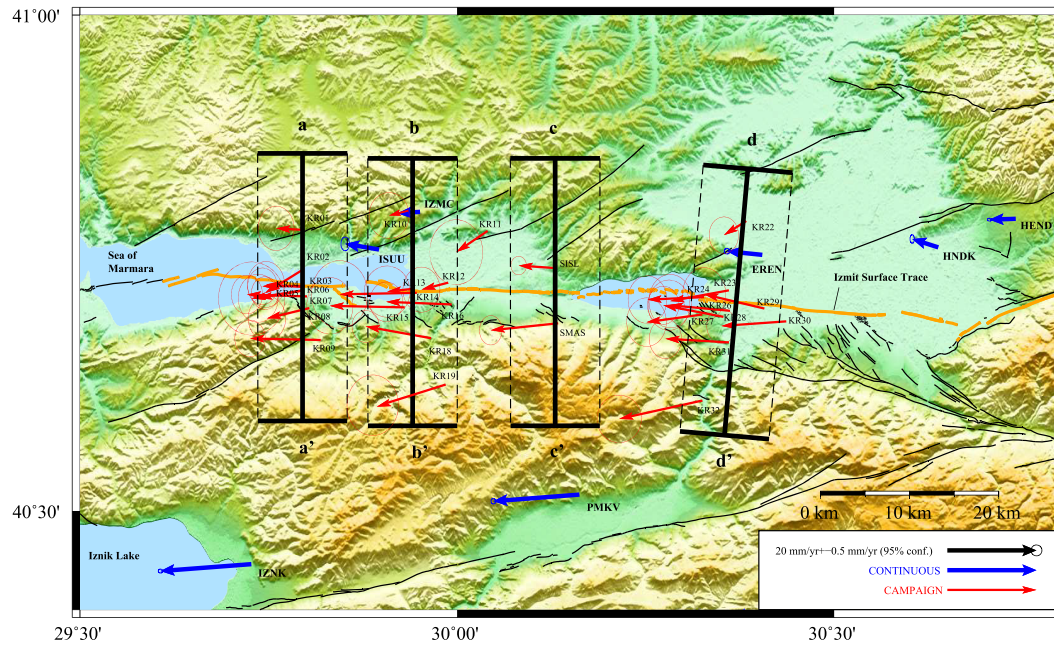 41°00'
a
b
c
d
KR01
KR10
IZMC
KR11
KR22
HEND
HNDK
Sea of
Marmara
KR02
ISUU
SISL
EREN
Izmit Surface Trace
KR04
KR03
KR13
KR12
KR24
KR23
KR06
KR07
KR14
KR26
KR29
KR08
KR15
KR16
KR27
KR28
KR30
SMAS
KR09
KR18
KR31
KR19
KR32
a'
b'
c'
d'
PMKV
0 km
10 km
20 km
40°30'
Iznik Lake
IZNK
20 mm/yr+−0.5 mm/yr (95% conf.)
CONTINUOUS
CAMPAIGN
29°30'
30°00'
30°30'